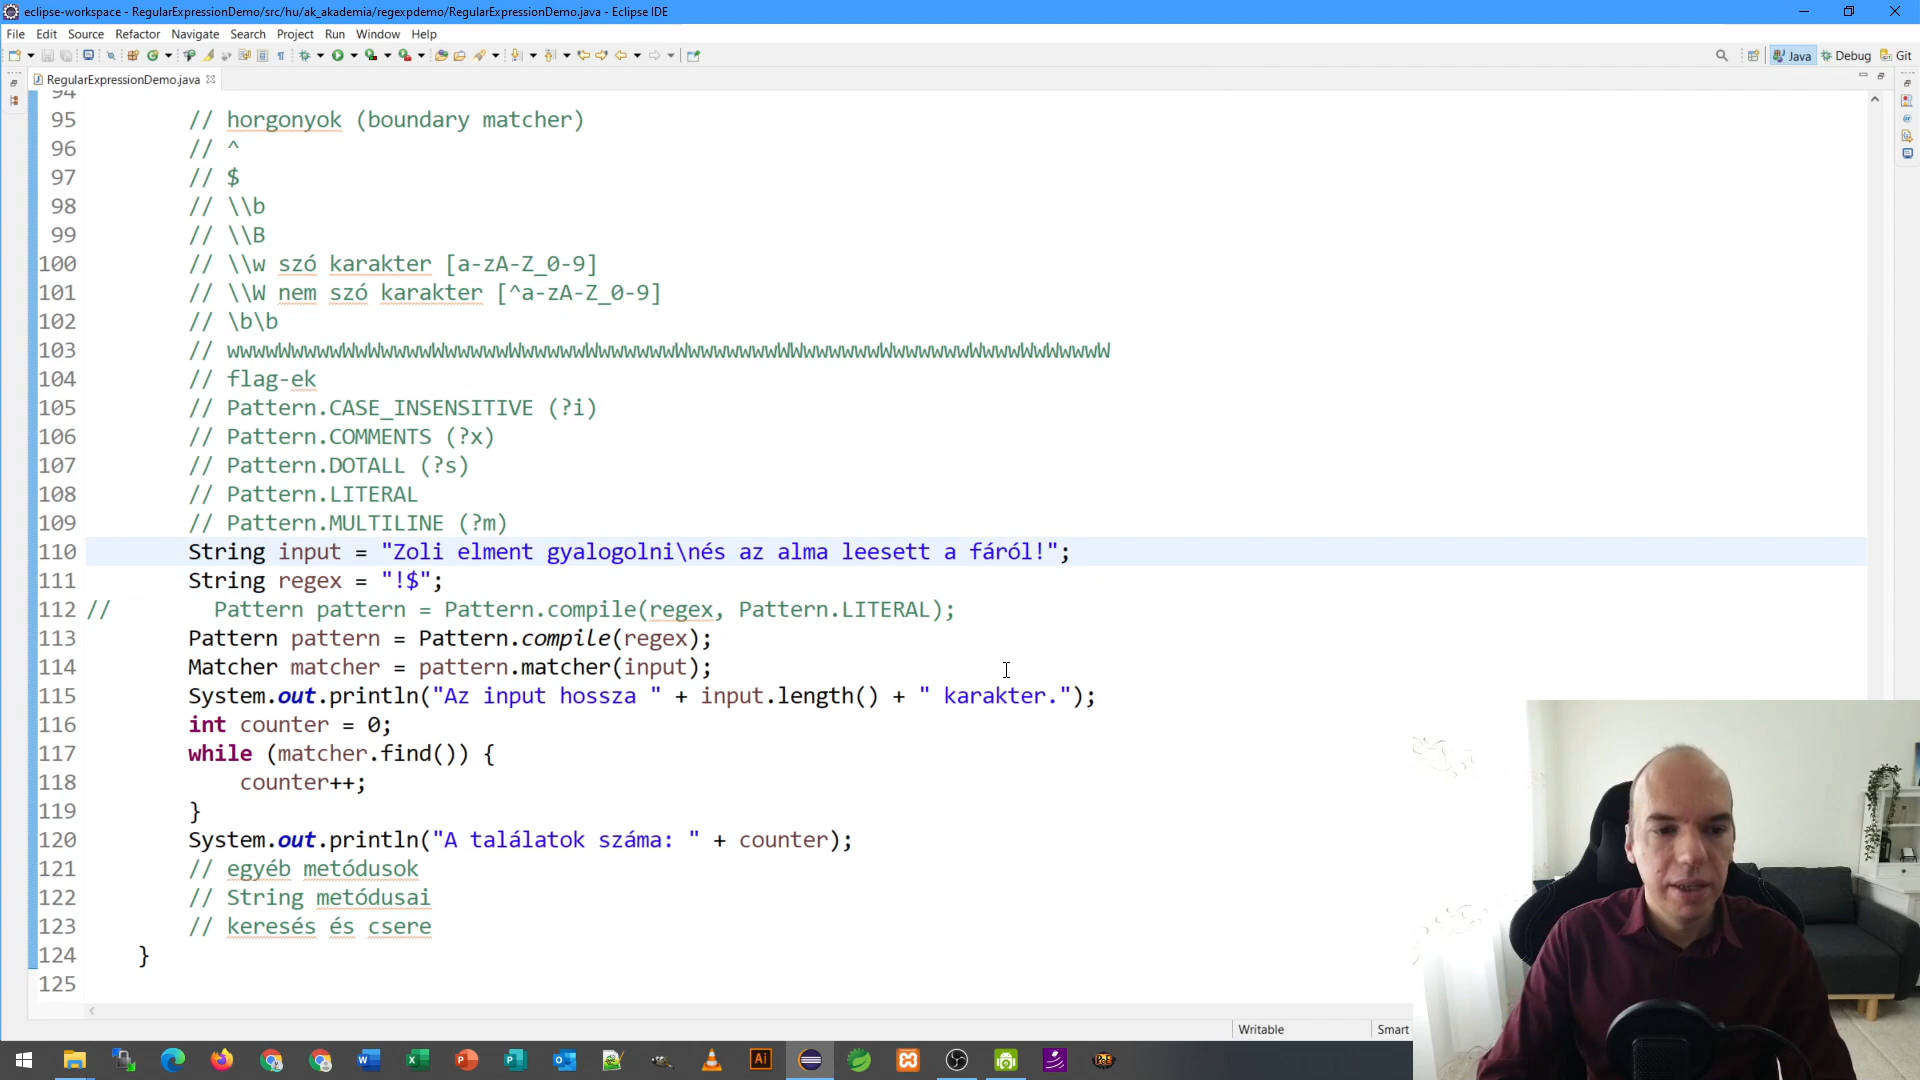 eclipse-workspace - RegularExpressionDemo/src/hu/ak_akademia/regexpdemo/RegularExpressionDemo.java - Eclipse IDE
File Edit Source Refactor Navigate Search Project Run Window Help
Java Debug Git
RegularExpressionDemo.java
94
95 // horgonyok (boundary matcher)
96 // ^
97 // $
98 // \\b
99 // \\B
100 // \\w szó karakter [a-zA-Z_0-9]
101 // \\W nem szó karakter [^a-zA-Z_0-9]
102 // \b\b
103 //
104 // flag-ek
105 // Pattern.CASE_INSENSITIVE (?i)
106 // Pattern.COMMENTS (?x)
107 // Pattern.DOTALL (?s)
108 // Pattern.LITERAL
109 // Pattern.MULTILINE (?m)
110 String input = "Zoli elment gyalogolni\nés az alma leesett a fáról!";
111 String regex = "!$";
112 // Pattern pattern = Pattern.compile(regex, Pattern.LITERAL);
113 Pattern pattern = Pattern.compile(regex);
114 Matcher matcher = pattern.matcher(input);
115 System.out.println("Az input hossza " + input.length() + " karakter.");
116 int counter = 0;
117 while (matcher.find()) {
118 counter++;
119 }
120 System.out.println("A találatok száma: " + counter);
121 // egyéb metódusok
122 // String metódusai
123 // keresés és csere
124 }
125
Writable Smart